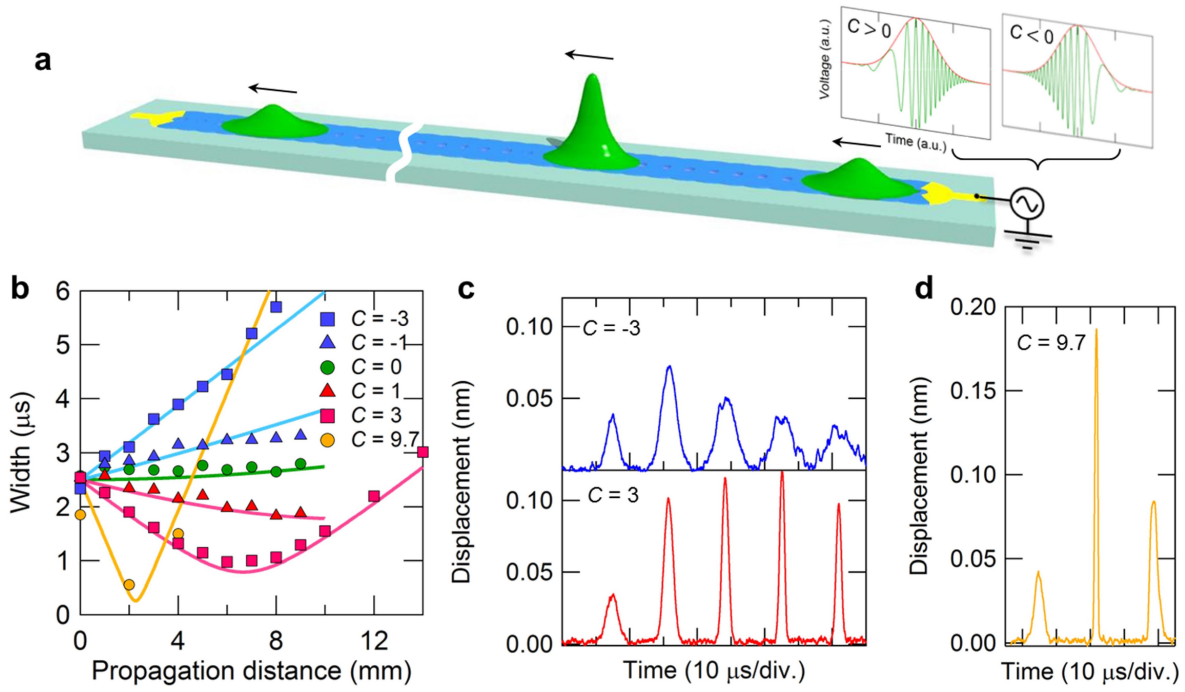 a
C > 0
C < 0
Voltage (a.u.)
Time (a.u.)
b
6
5
4
3
2
1
0
0
4
8
12
Width (μs)
Propagation distance (mm)
C = -3
C = -1
C = 0
C = 1
C = 3
C = 9.7
c
C = -3
0.10
0.05
C = 3
0.10
0.05
0.00
Displacement (nm)
Time (10 μs/div.)
d
0.20
C = 9.7
0.15
0.10
0.05
0.00
Displacement (nm)
Time (10 μs/div.)